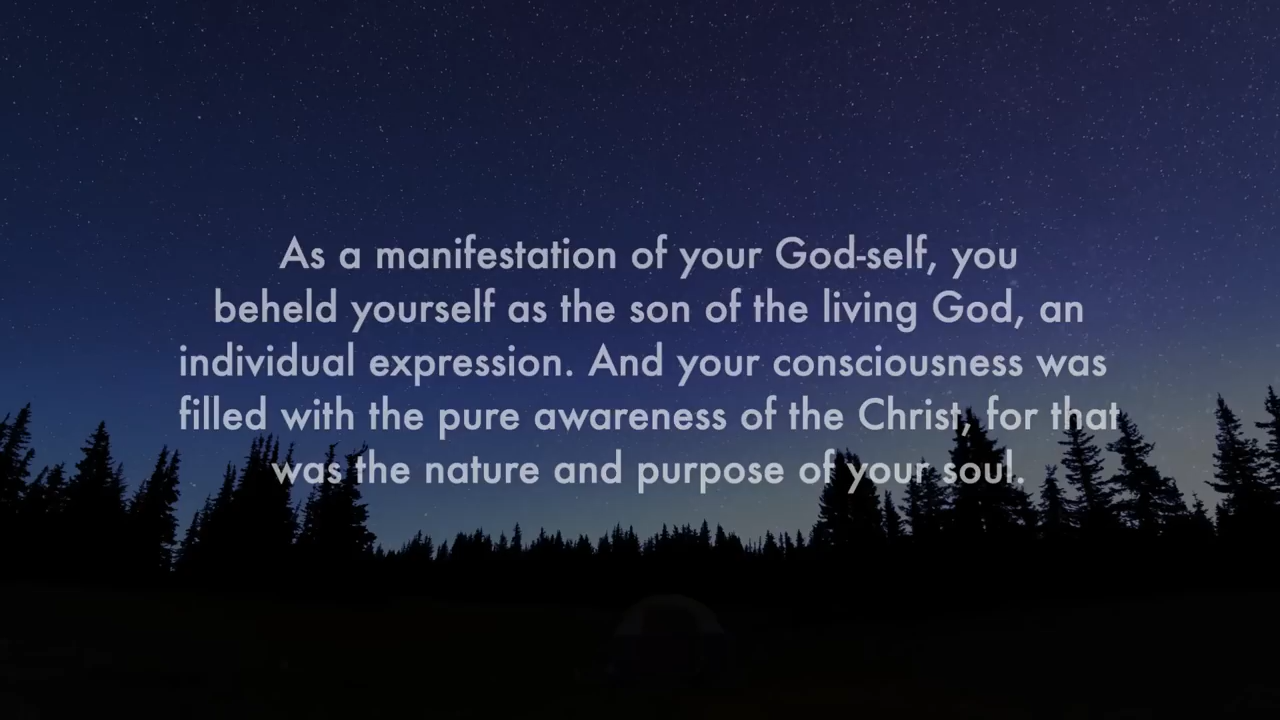 As a manifestation of your God-self, you
beheld yourself as the son of the living God, an
individual expression. And your consciousness was
filled with the pure awareness of the Christ, for that
was the nature and purpose of your soul.